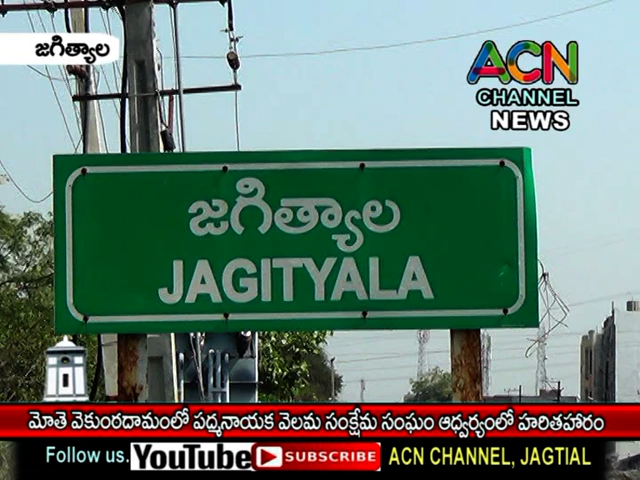 జగిత్యాల
ACN
CHANNEL
NEWS
జగిత్యాల
JAGITYALA
మోతె వెకుంఠదామంలో పద్మనాయక వెలమ సంక్షేమ సంఘం ఆధ్వర్యంలో హరితహారం
Follow us. YouTube SUBSCRIBE ACN CHANNEL, JAGTIAL